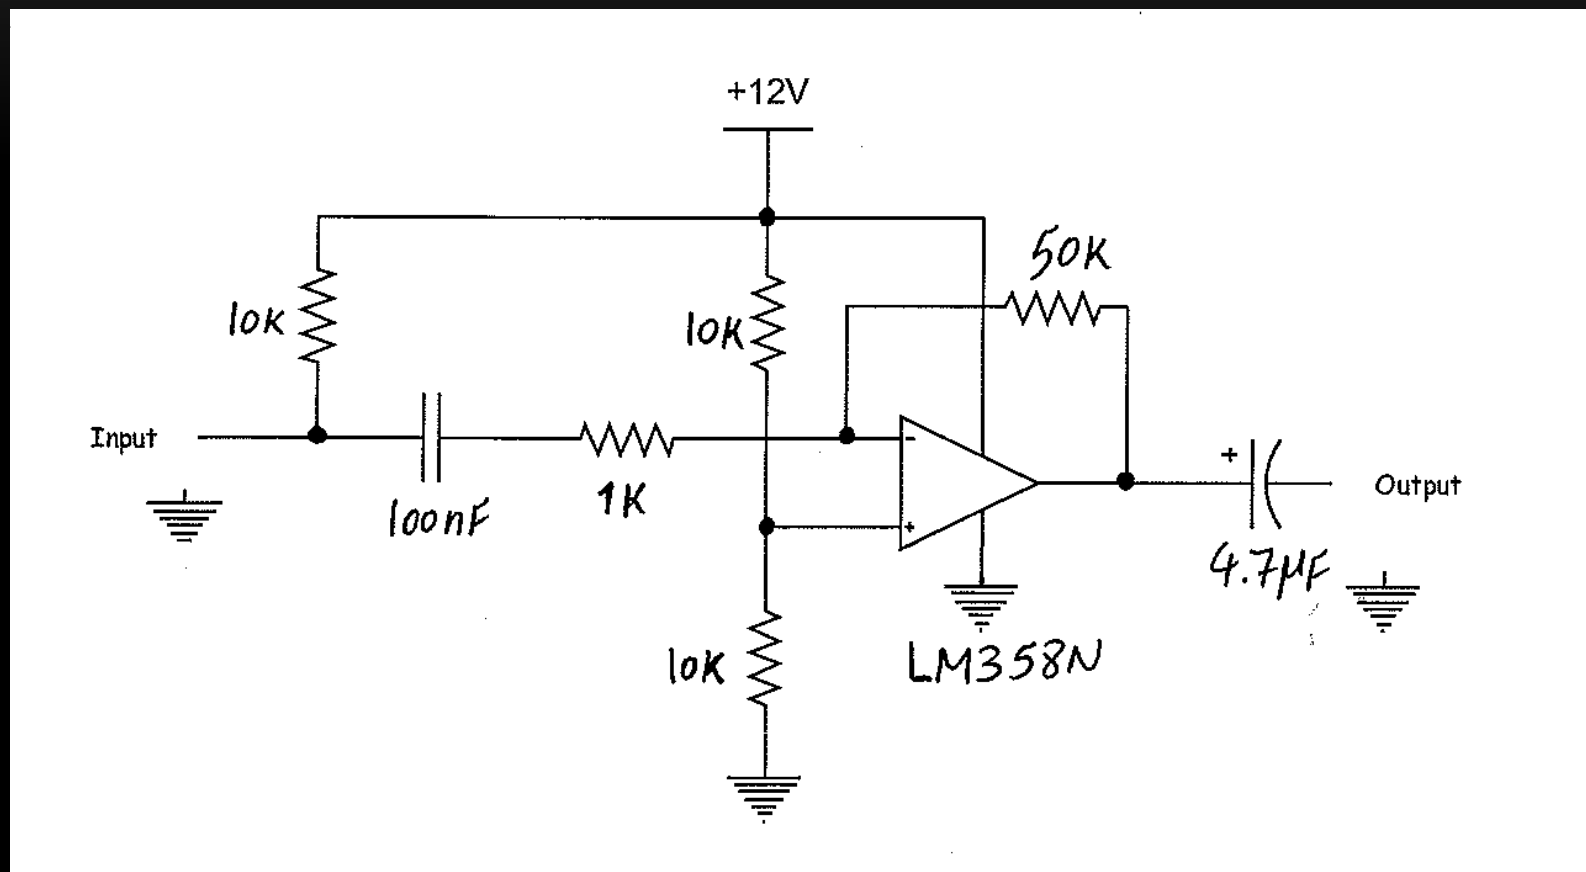 +12V
50K
10K
10K
Input
-
+
Output
1K
100nF
+
4.7µF
10K
LM358N